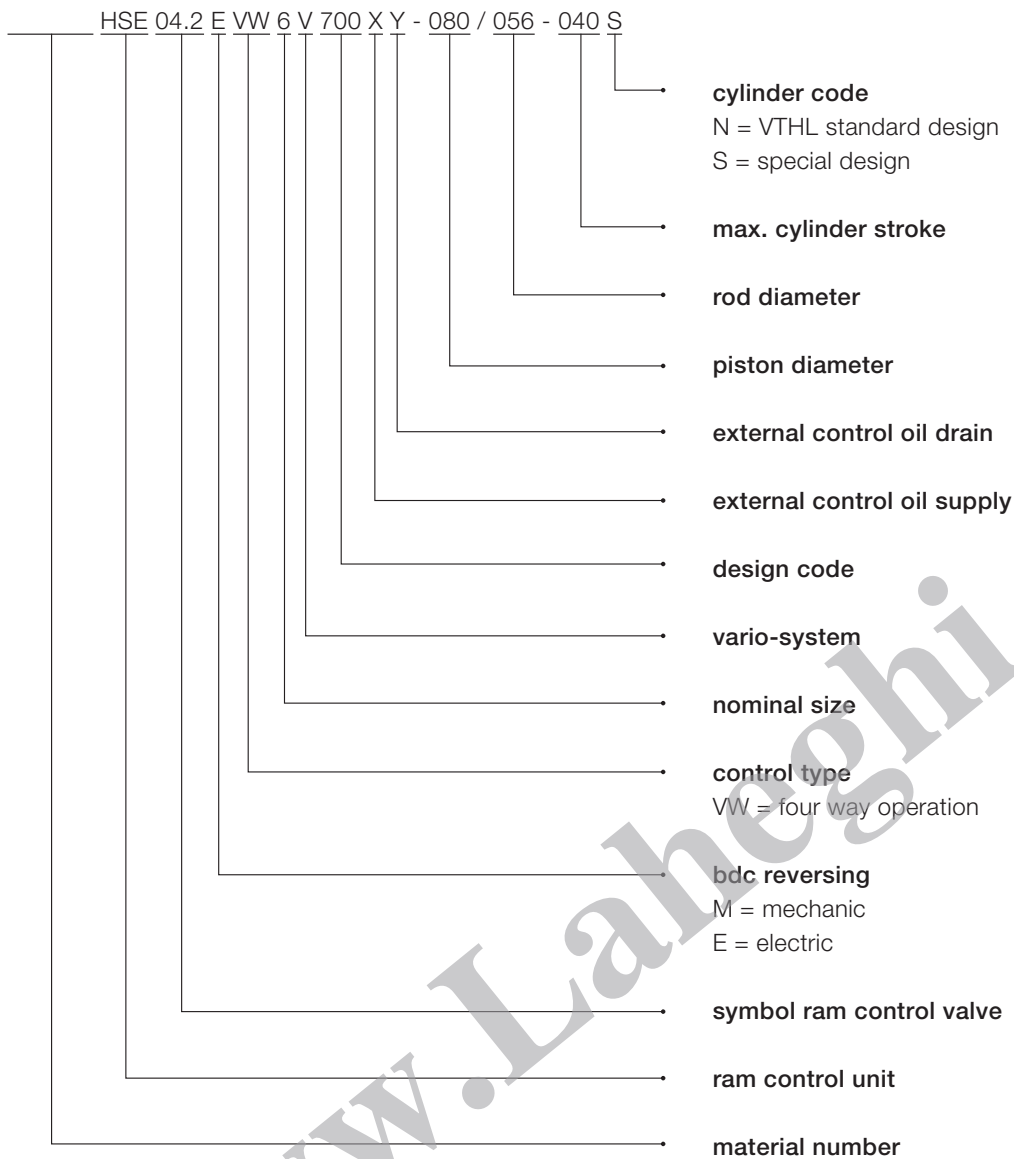 HSE 04.2 E VW 6 V 700 X Y - 080 / 056 - 040 S
cylinder code
N = VTHL standard design
S = special design
max. cylinder stroke
rod diameter
piston diameter
external control oil drain
external control oil supply
design code
vario-system
nominal size
control type
VW = four way operation
bdc reversing
M = mechanic
E = electric
symbol ram control valve
ram control unit
material number
w.Laheghi